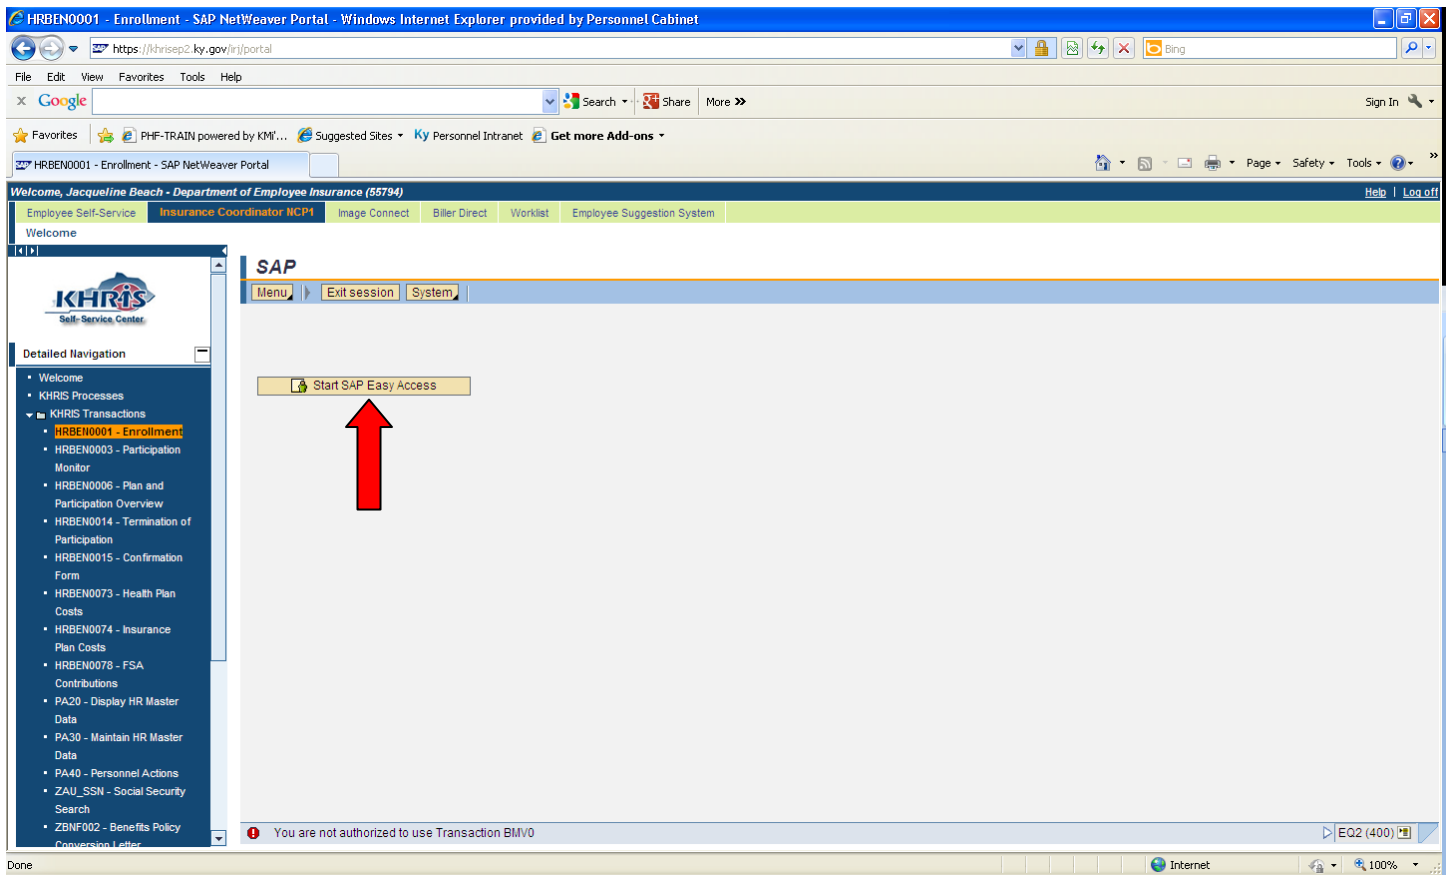 HRBEN0001 - Enrollment - SAP NetWeaver Portal - Windows Internet Explorer provided by Personnel Cabinet
https://khrisep2.ky.gov/irj/portal
Bing
File Edit View Favorites Tools Help
x Google Search Share More »
Sign In
Favorites PHF-TRAIN powered by KMi'... Suggested Sites Ky Personnel Intranet Get more Add-ons
HRBEN0001 - Enrollment - SAP NetWeaver Portal
Page Safety Tools »
Welcome, Jacqueline Beach - Department of Employee Insurance (55794)
Help | Log off
Employee Self-Service Insurance Coordinator NCP1 Image Connect Biller Direct Worklist Employee Suggestion System
Welcome
KHRIS
Self-Service Center
Detailed Navigation
• Welcome
• KHRIS Processes
KHRIS Transactions
• HRBEN0001 - Enrollment
• HRBEN0003 - Participation
Monitor
• HRBEN0006 - Plan and
Participation Overview
• HRBEN0014 - Termination of
Participation
• HRBEN0015 - Confirmation
Form
• HRBEN0073 - Health Plan
Costs
• HRBEN0074 - Insurance
Plan Costs
• HRBEN0078 - FSA
Contributions
• PA20 - Display HR Master
Data
• PA30 - Maintain HR Master
Data
• PA40 - Personnel Actions
• ZAU_SSN - Social Security
Search
• ZBNF002 - Benefits Policy
Conversion Letter
SAP
Menu Exit session System
Start SAP Easy Access
You are not authorized to use Transaction BMV0
EQ2 (400)
Done
Internet
100%